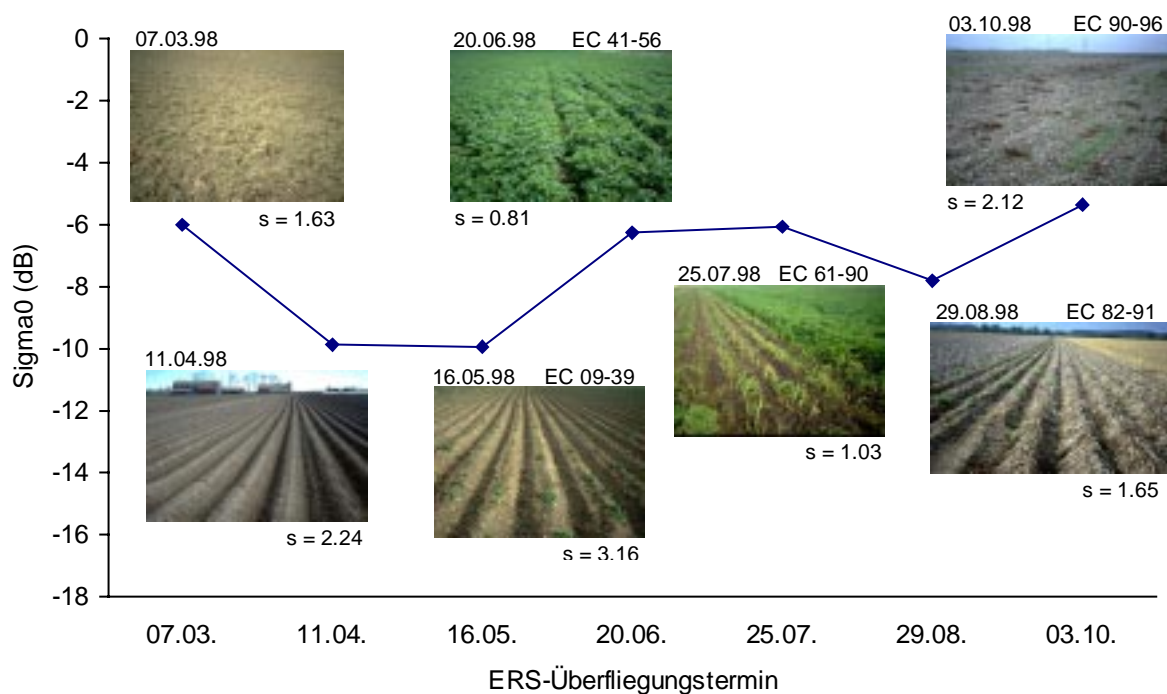 03.10.98 EC 90-96
07.03.98
20.06.98 EC 41-56
0
-2
-4
-6
-8
-10
-12
-14
-16
-18
Sigma0 (dB)
s = 1.63
s = 0.81
s = 2.12
25.07.98 EC 61-90
29.08.98 EC 82-91
11.04.98
16.05.98 EC 09-39
s = 1.03
s = 1.65
s = 2.24
s = 3.16
07.03.
11.04.
16.05.
20.06.
25.07.
29.08.
03.10.
ERS-Überfliegungstermin